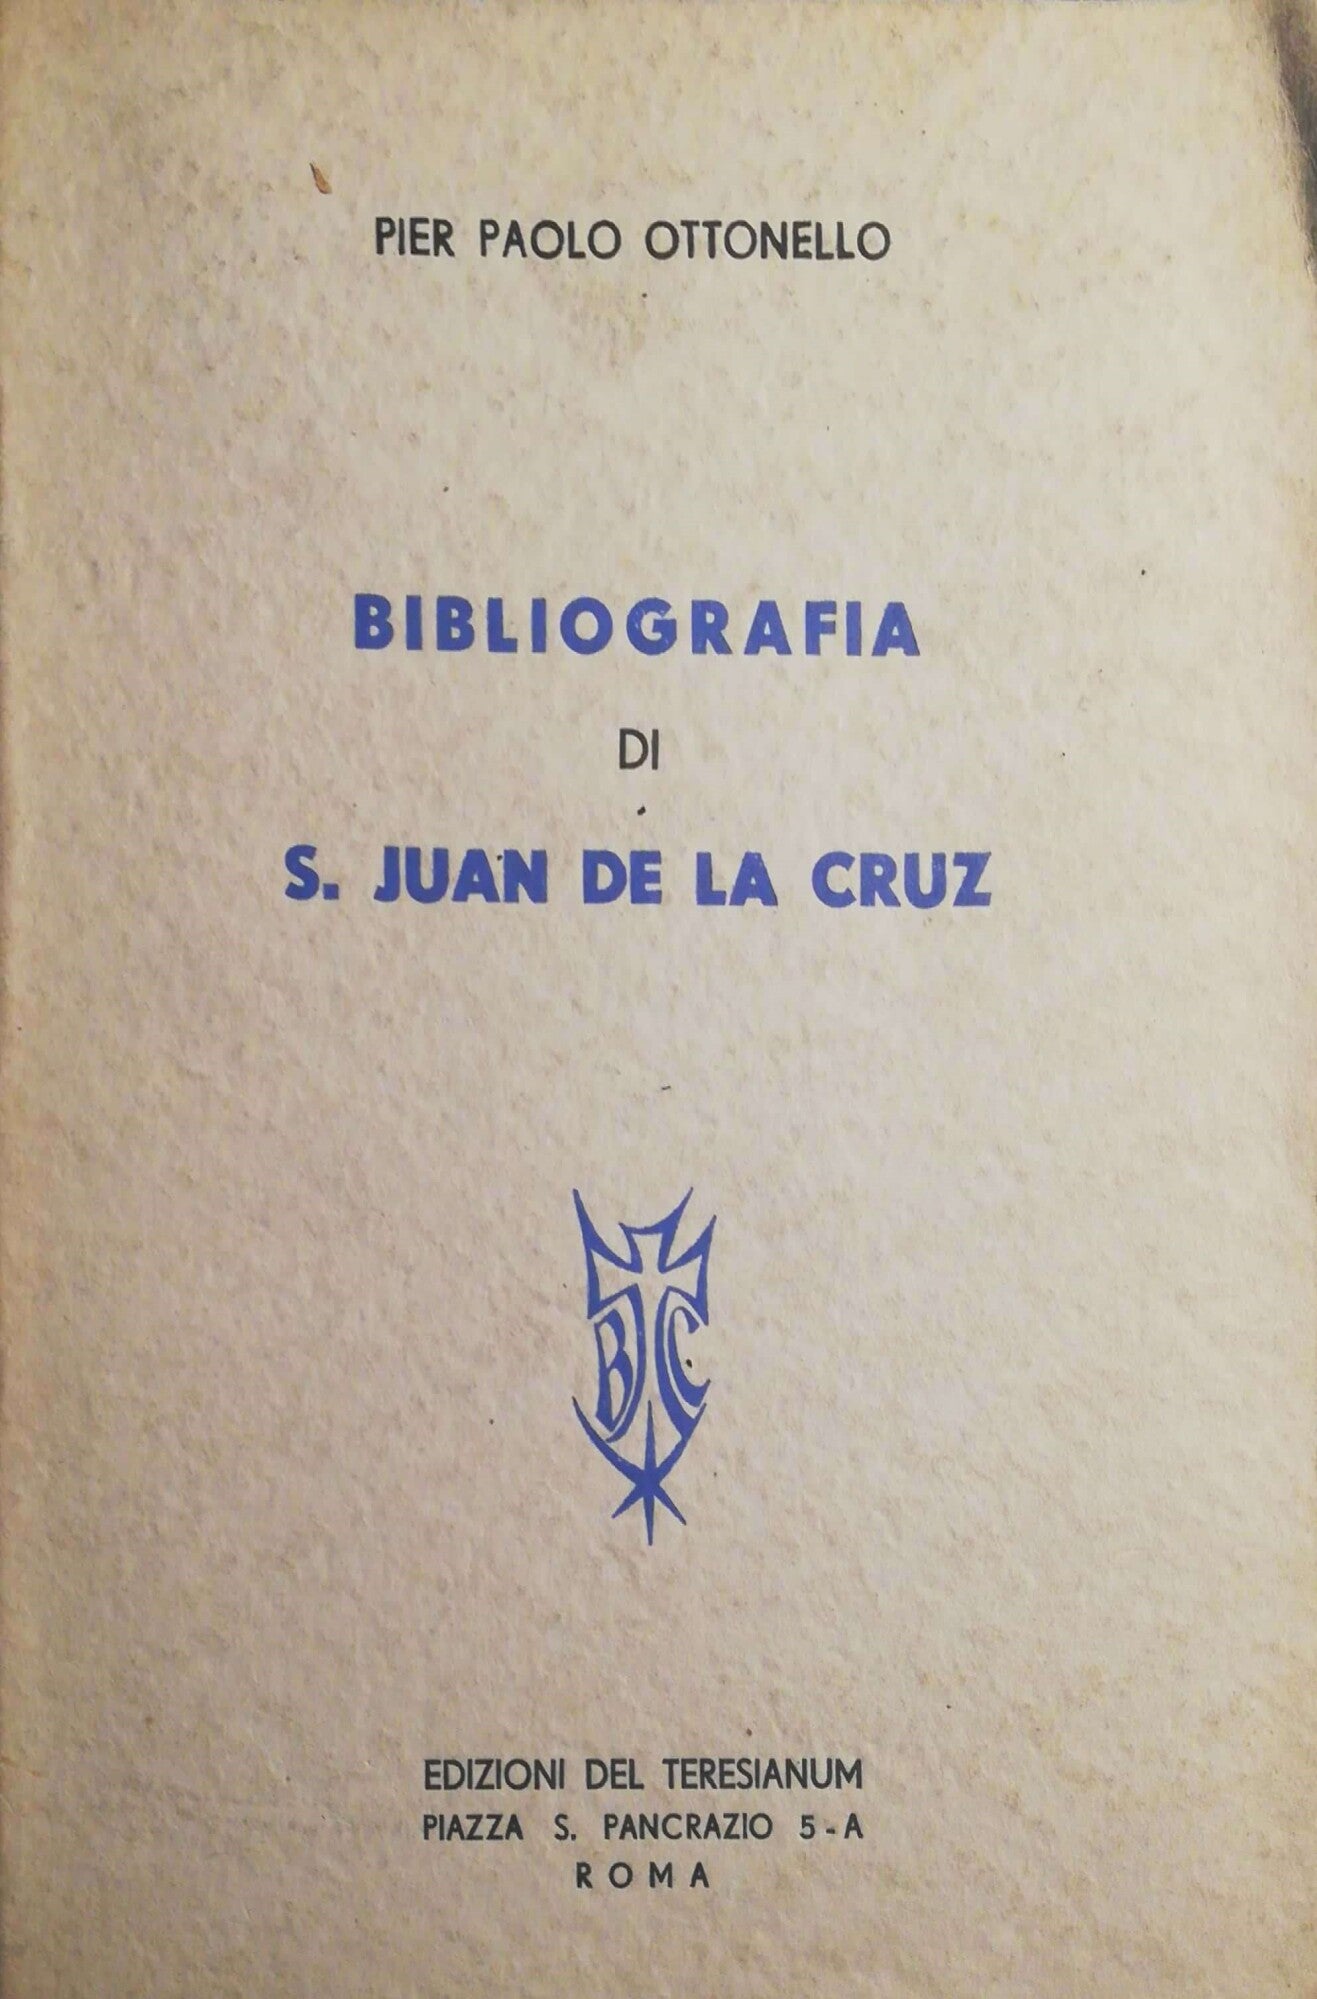 PIER PAOLO OTTONELLO
BIBLIOGRAFIA
DI
S. JUAN DE LA CRUZ
B C
EDIZIONI DEL TERESIANUM
PIAZZA S. PANCRAZIO 5-A
ROMA